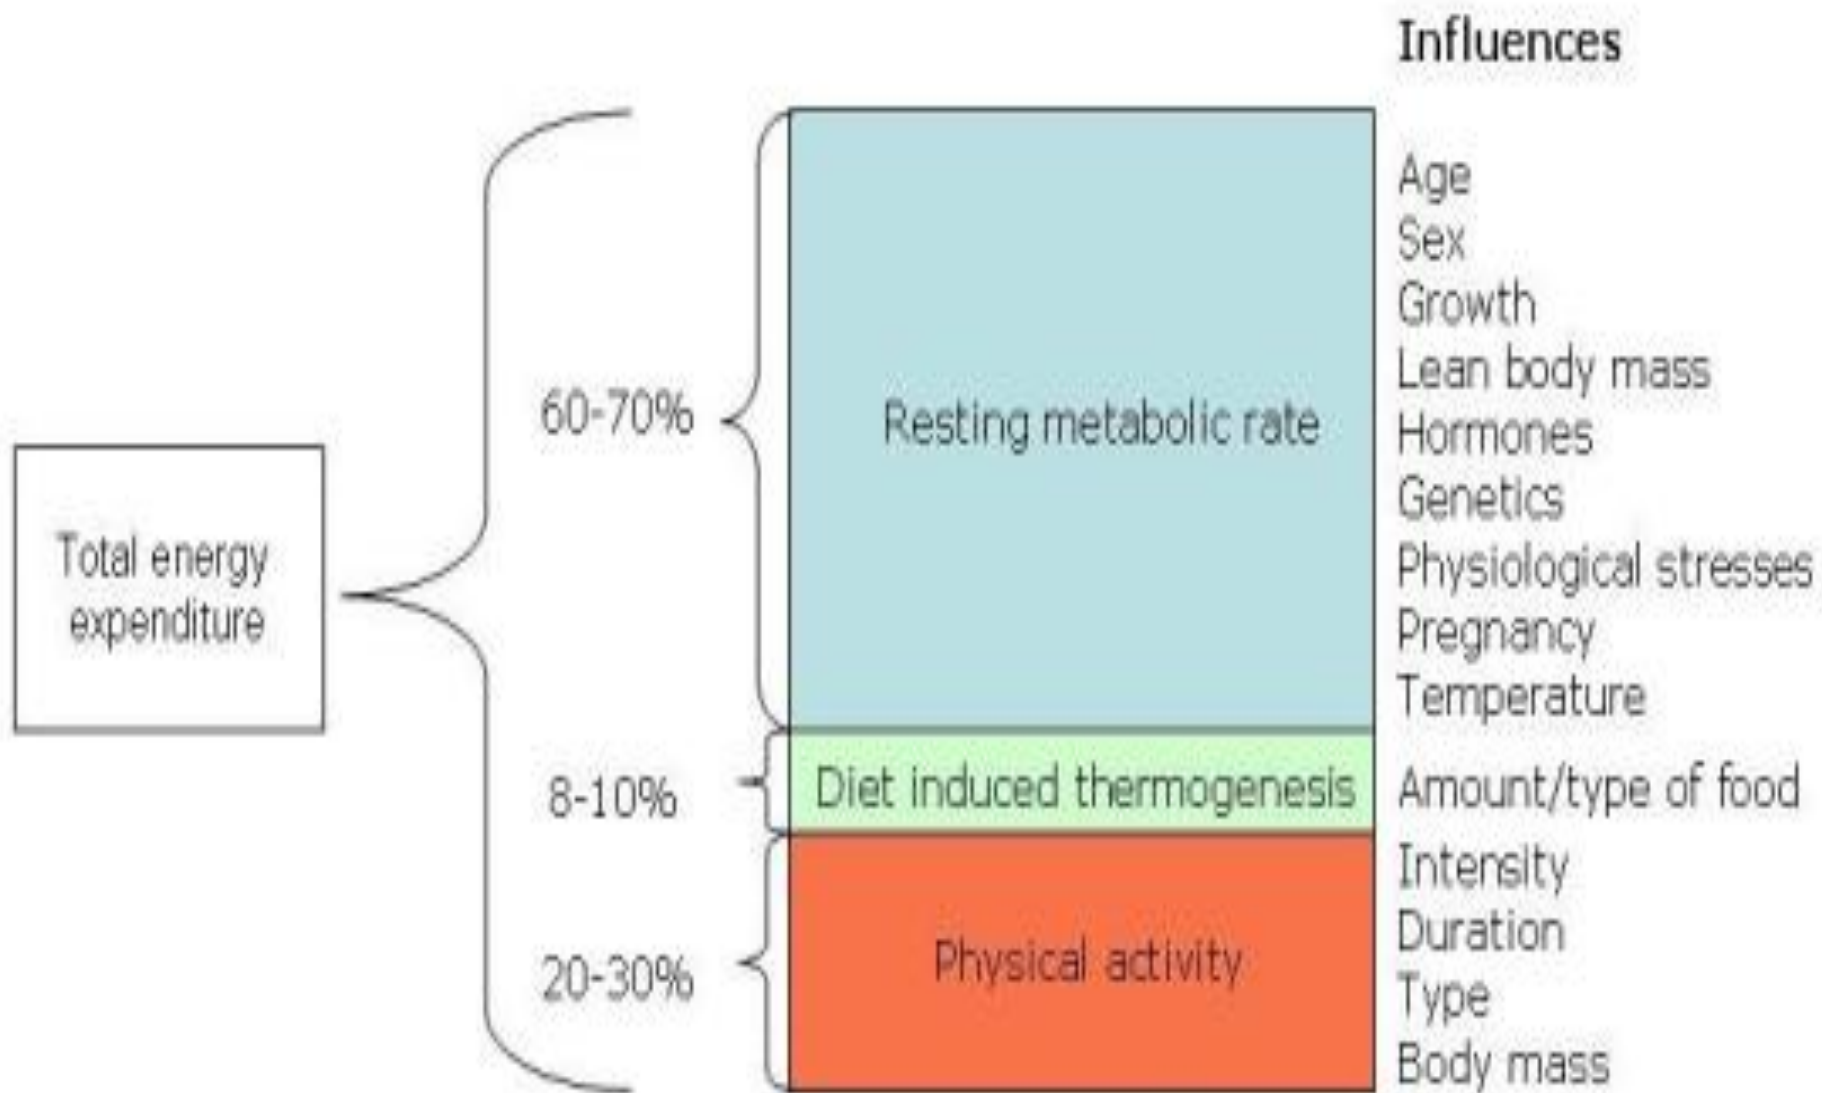 Influences
Total energy
expenditure
60-70%
Resting metabolic rate
Age
Sex
Growth
Lean body mass
Hormones
Genetics
Physiological stresses
Pregnancy
Temperature
8-10%
Diet induced thermogenesis
Amount/type of food
20-30%
Physical activity
Intensity
Duration
Type
Body mass